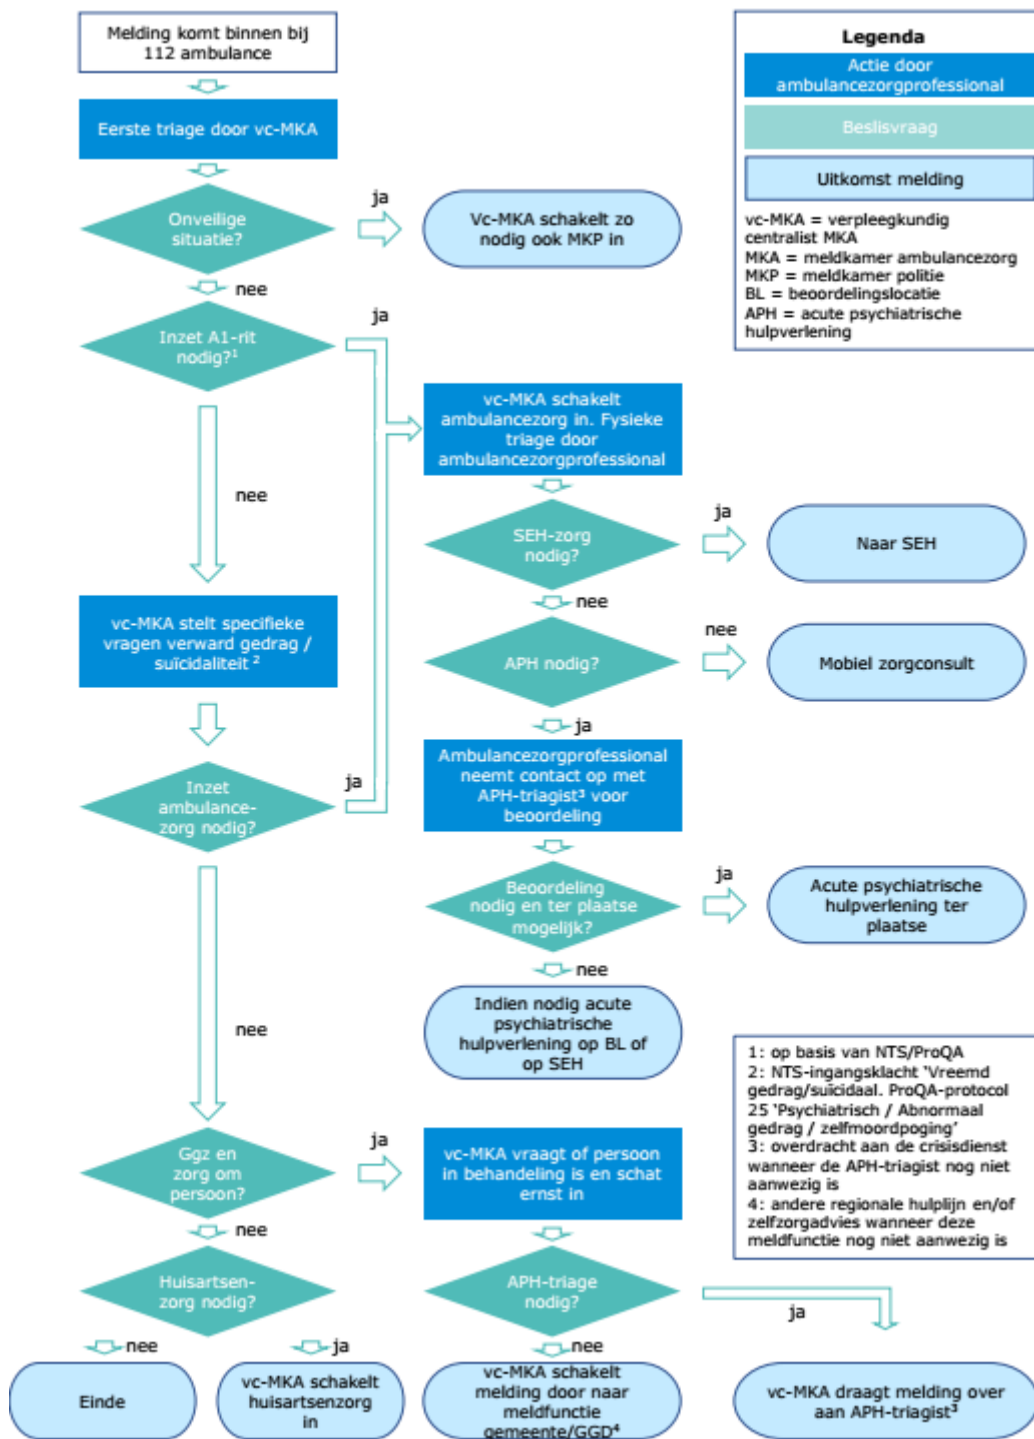 Melding komt binnen bij
112 ambulance
Eerste triage door vc-MKA
Onveilige
situatie?
ja
Vc-MKA schakelt zo
nodig ook MKP in
nee
Inzet A1-rit
nodig?¹
ja
nee
vc-MKA schakelt
ambulancezorg in. Fysieke
triage door
ambulancezorgprofessional
SEH-zorg
nodig?
ja
Naar SEH
nee
vc-MKA stelt specifieke
vragen verward gedrag /
suïcidaliteit ²
APH nodig?
nee
Mobiel zorgconsult
ja
Inzet
ambulance-
zorg nodig?
ja
Ambulancezorgprofessional
neemt contact op met
APH-triagist³ voor
beoordeling
Beoordeling
nodig en ter plaatse
mogelijk?
ja
Acute psychiatrische
hulpverlening ter
plaatse
nee
Indien nodig acute
psychiatrische
hulpverlening op BL of
op SEH
nee
Ggz en
zorg om
persoon?
ja
vc-MKA vraagt of persoon
in behandeling is en schat
ernst in
nee
Huisartsen-
zorg nodig?
APH-triage
nodig?
ja
nee
Einde
ja
vc-MKA schakelt
huisartsenzorg
in
nee
vc-MKA schakelt
melding door naar
meldfunctie
gemeente/GGD⁴
vc-MKA draagt melding over
aan APH-triagist³
Legenda
Actie door
ambulancezorgprofessional
Beslisvraag
Uitkomst melding
vc-MKA = verpleegkundig
centralist MKA
MKA = meldkamer ambulancezorg
MKP = meldkamer politie
BL = beoordelingslocatie
APH = acute psychiatrische
hulpverlening
1: op basis van NTS/ProQA
2: NTS-ingangsklacht ‘Vreemd
gedrag/suïcidaal. ProQA-protocol
25 ‘Psychiatrisch / Abnormaal
gedrag / zelfmoordpoging’
3: overdracht aan de crisisdienst
wanneer de APH-triagist nog niet
aanwezig is
4: andere regionale hulplijn en/of
zelfzorgadvies wanneer deze
meldfunctie nog niet aanwezig is